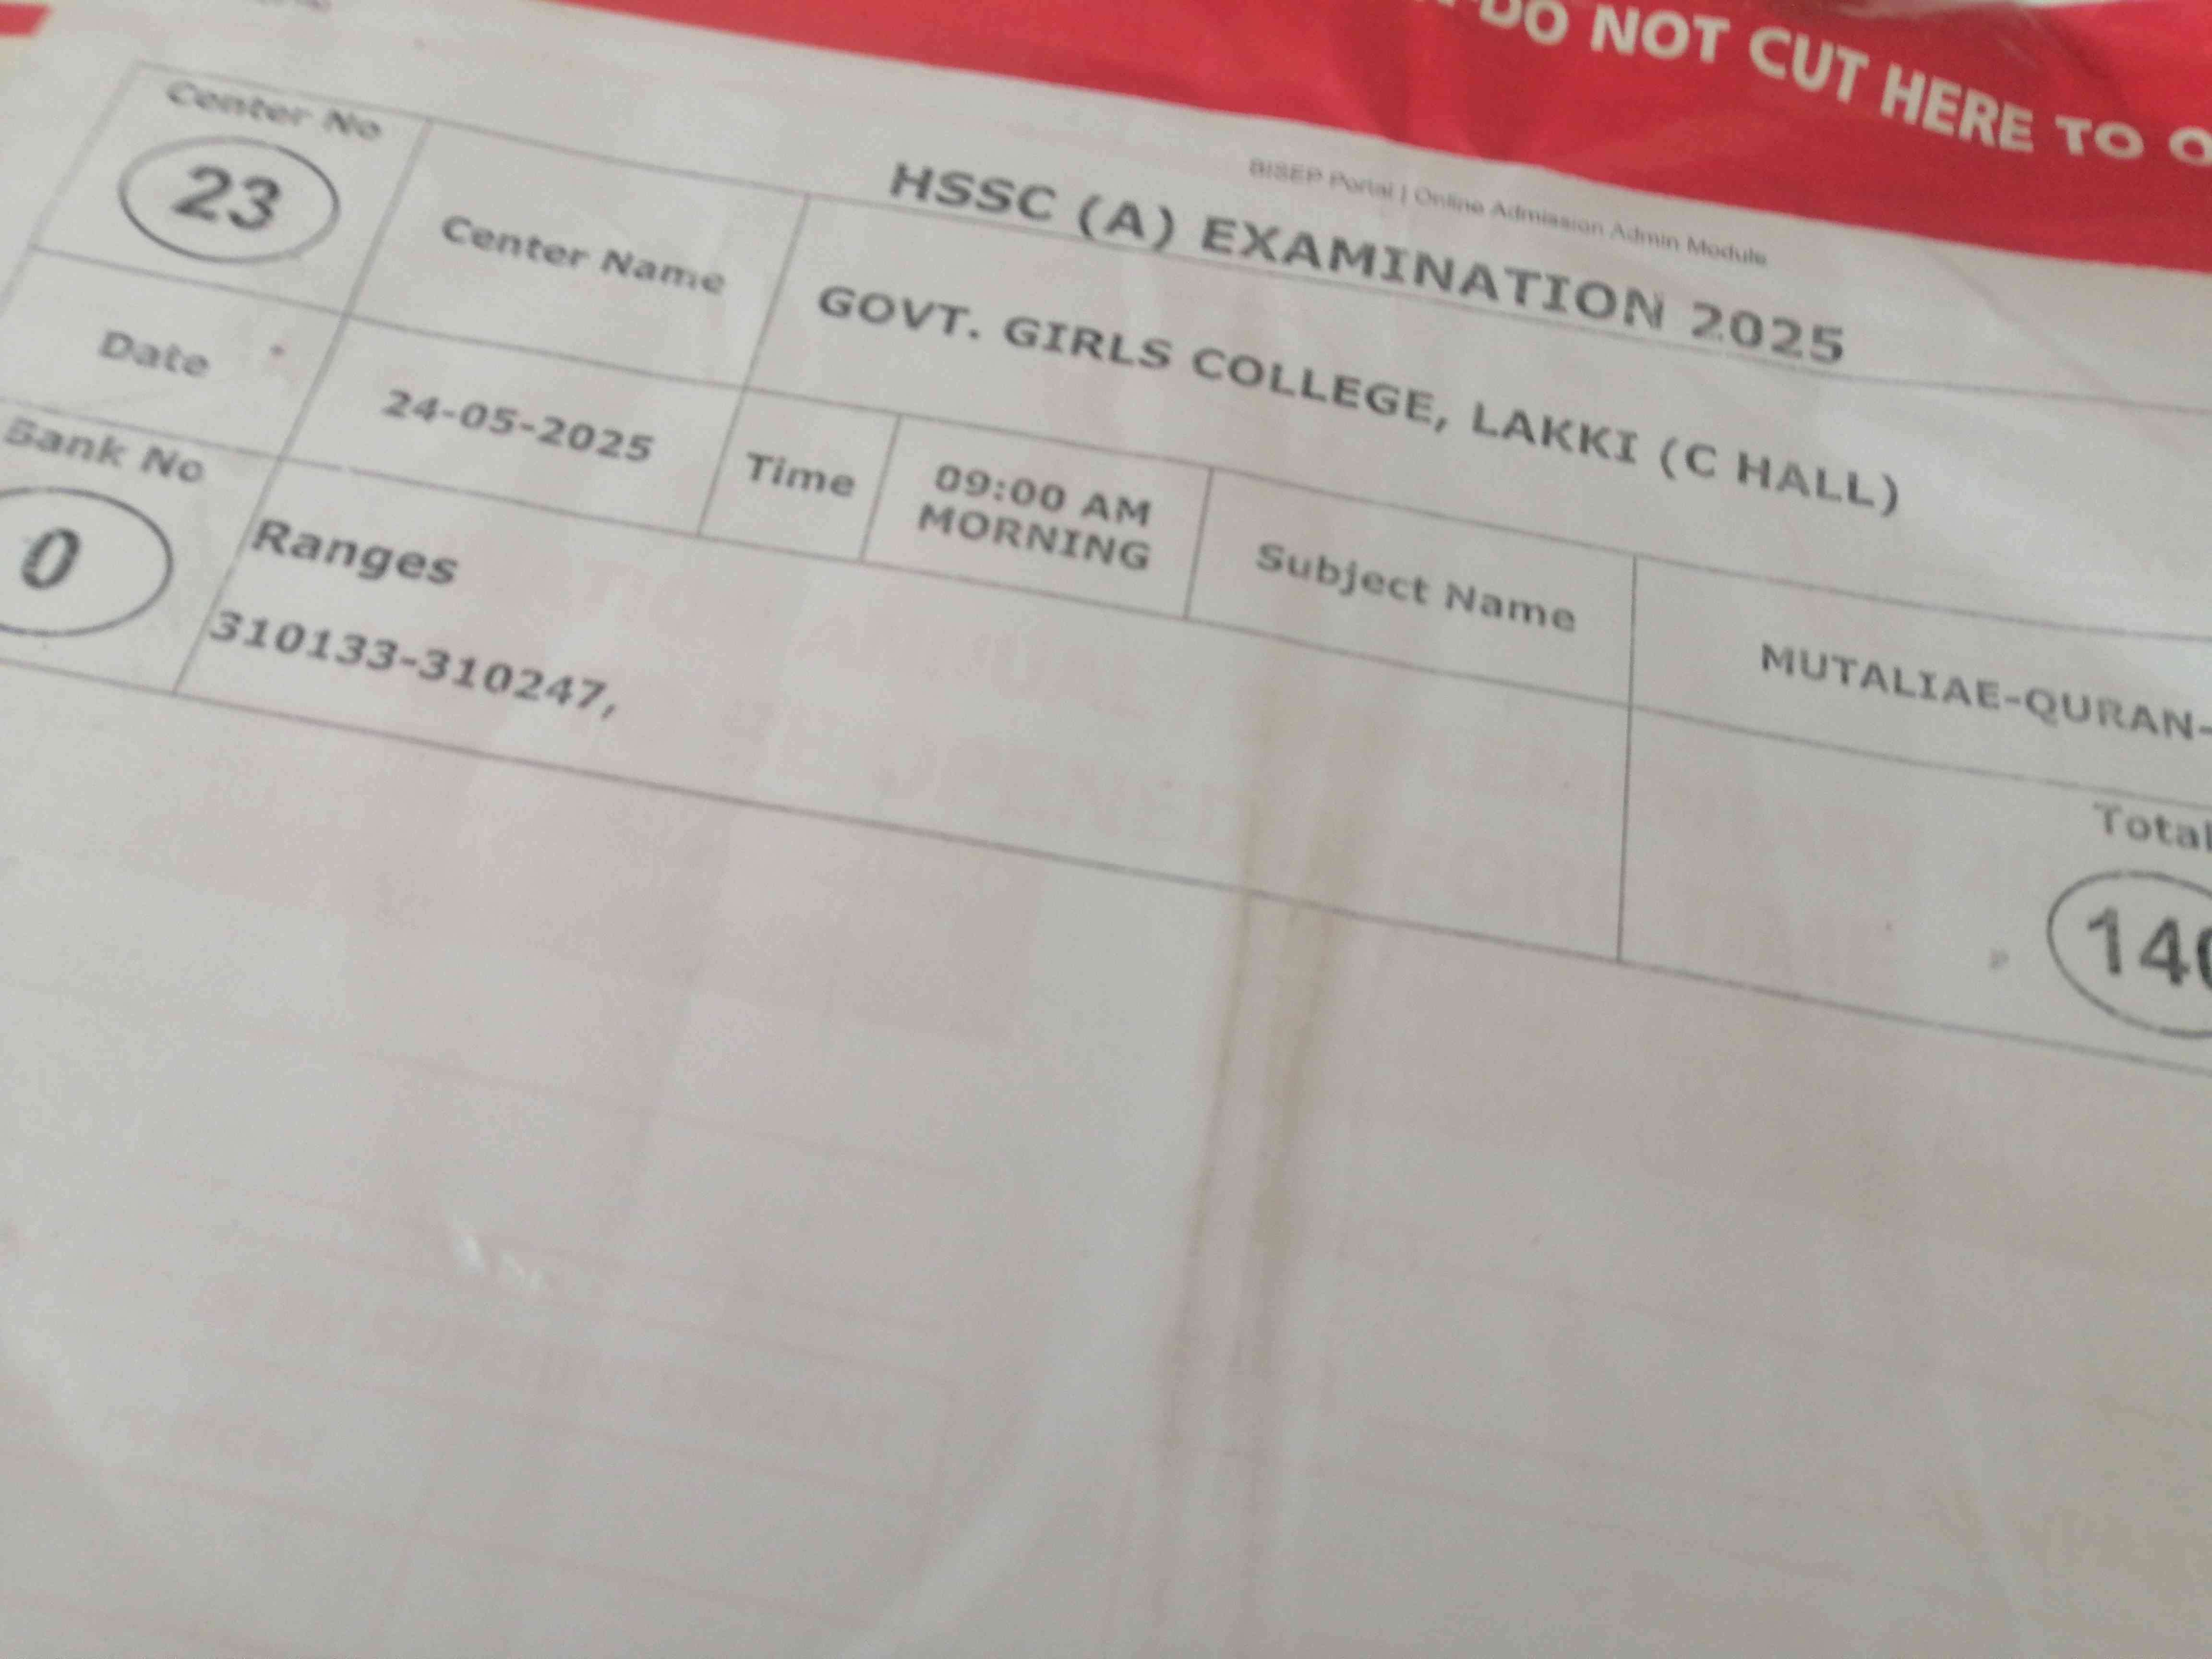 DO NOT CUT HERE TO
BISEP Portal | Online Admission Admin Module
HSSC (A) EXAMINATION 2025
Center No
23
Center Name
GOVT. GIRLS COLLEGE, LAKKI (C HALL)
Date
24-05-2025
Time
09:00 AM
MORNING
Subject Name
MUTALIAE-QURAN-
Bank No
0
Ranges
310133-310247,
Total